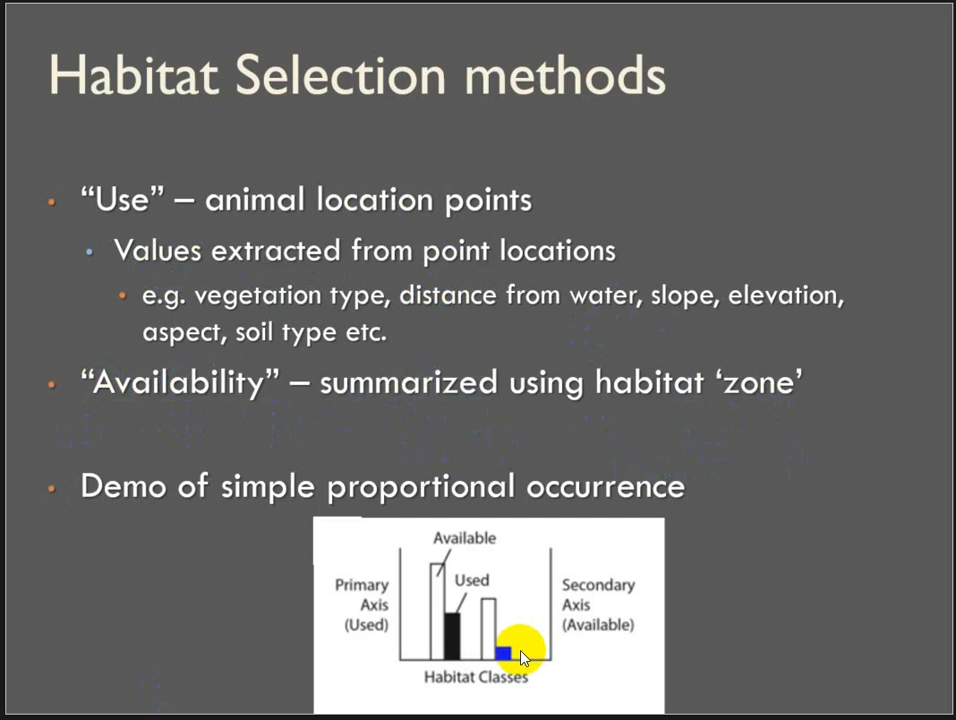 Habitat Selection methods
• “Use” – animal location points
• Values extracted from point locations
• e.g. vegetation type, distance from water, slope, elevation,
aspect, soil type etc.
• “Availability” – summarized using habitat ‘zone’
• Demo of simple proportional occurrence
Available
Used
Primary
Axis
(Used)
Secondary
Axis
(Available)
Habitat Classes